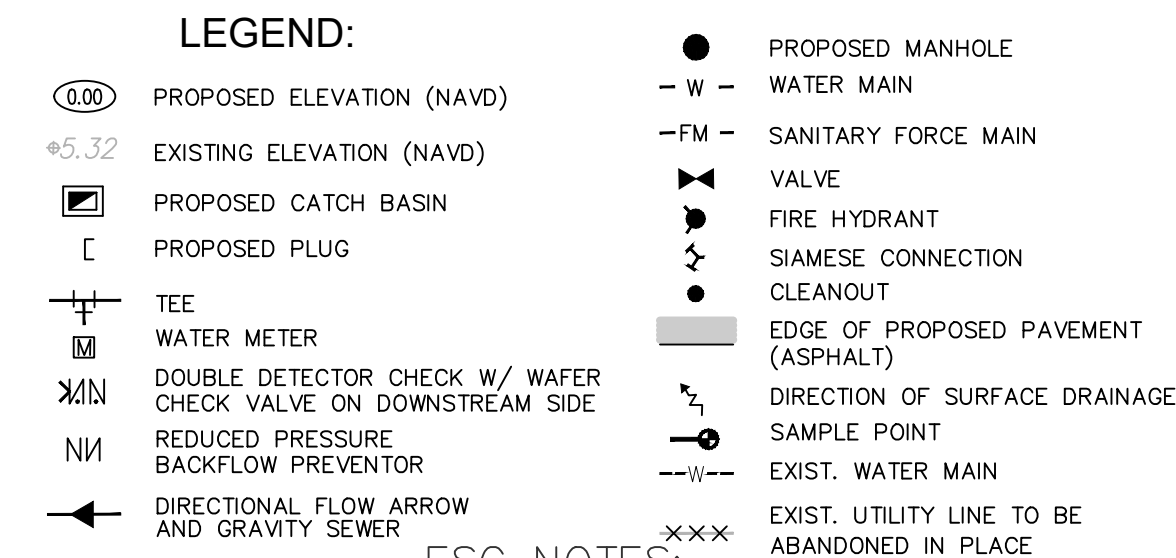 LEGEND:
0.00 PROPOSED ELEVATION (NAVD)
5.32 EXISTING ELEVATION (NAVD)
PROPOSED CATCH BASIN
PROPOSED PLUG
TEE
M WATER METER
DOUBLE DETECTOR CHECK W/ WAFER
CHECK VALVE ON DOWNSTREAM SIDE
REDUCED PRESSURE
BACKFLOW PREVENTOR
DIRECTIONAL FLOW ARROW
AND GRAVITY SEWER
PROPOSED MANHOLE
W WATER MAIN
FM SANITARY FORCE MAIN
VALVE
FIRE HYDRANT
SIAMESE CONNECTION
CLEANOUT
EDGE OF PROPOSED PAVEMENT
(ASPHALT)
DIRECTION OF SURFACE DRAINAGE
SAMPLE POINT
W EXIST. WATER MAIN
EXIST. UTILITY LINE TO BE
ABANDONED IN PLACE
NOTES: